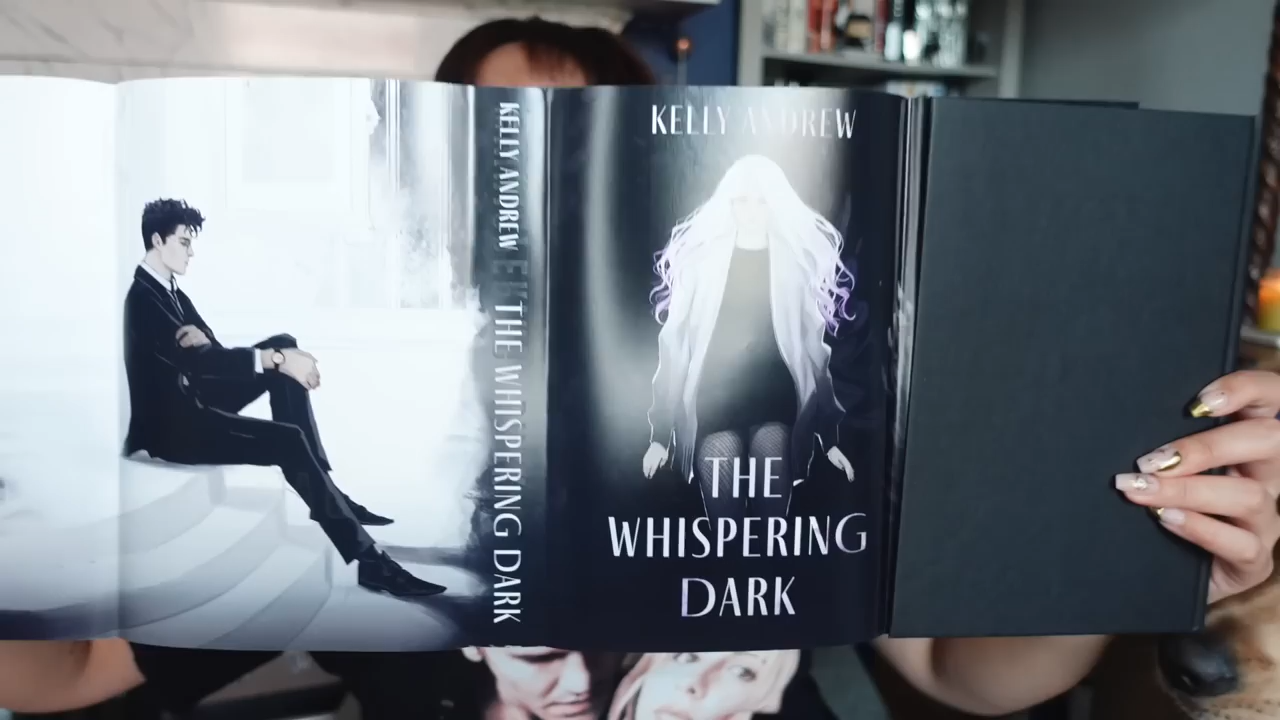 KELLY ANDREW
THE WHISPERING DARK
KELLY ANDREW
THE
WHISPERING
DARK